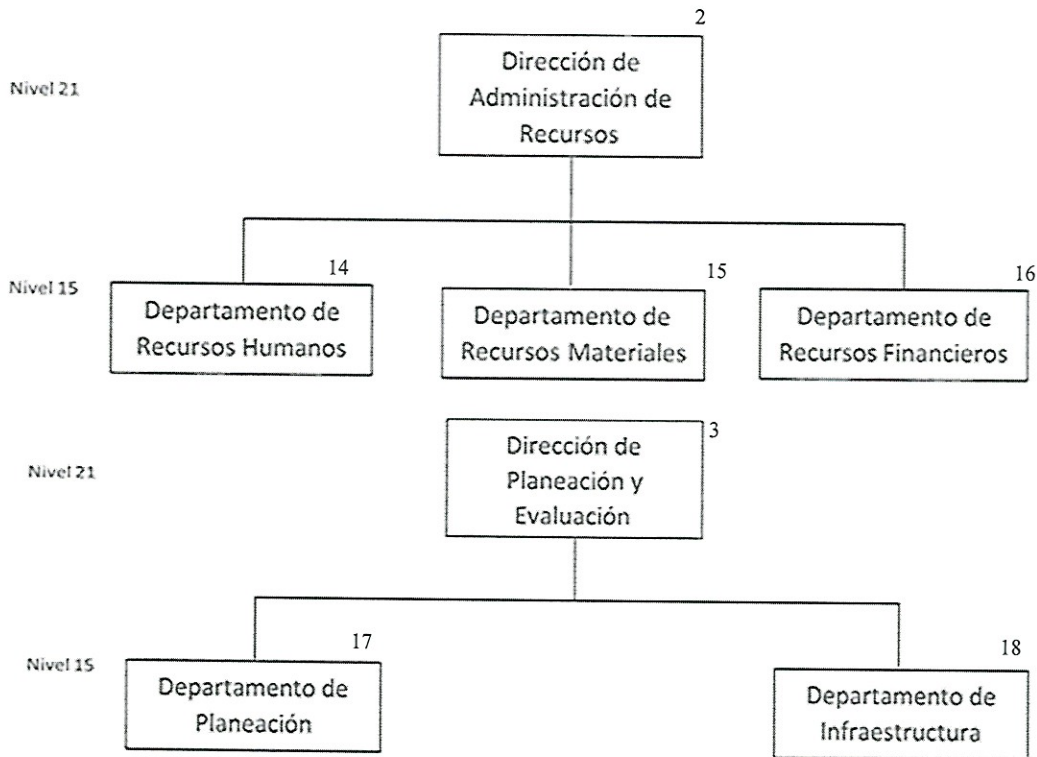 2
Nivel 21
Dirección de
Administración de
Recursos
Nivel 15
14
Departamento de
Recursos Humanos
15
Departamento de
Recursos Materiales
16
Departamento de
Recursos Financieros
Nivel 21
3
Dirección de
Planeación y
Evaluación
Nivel 15
17
Departamento de
Planeación
18
Departamento de
Infraestructura